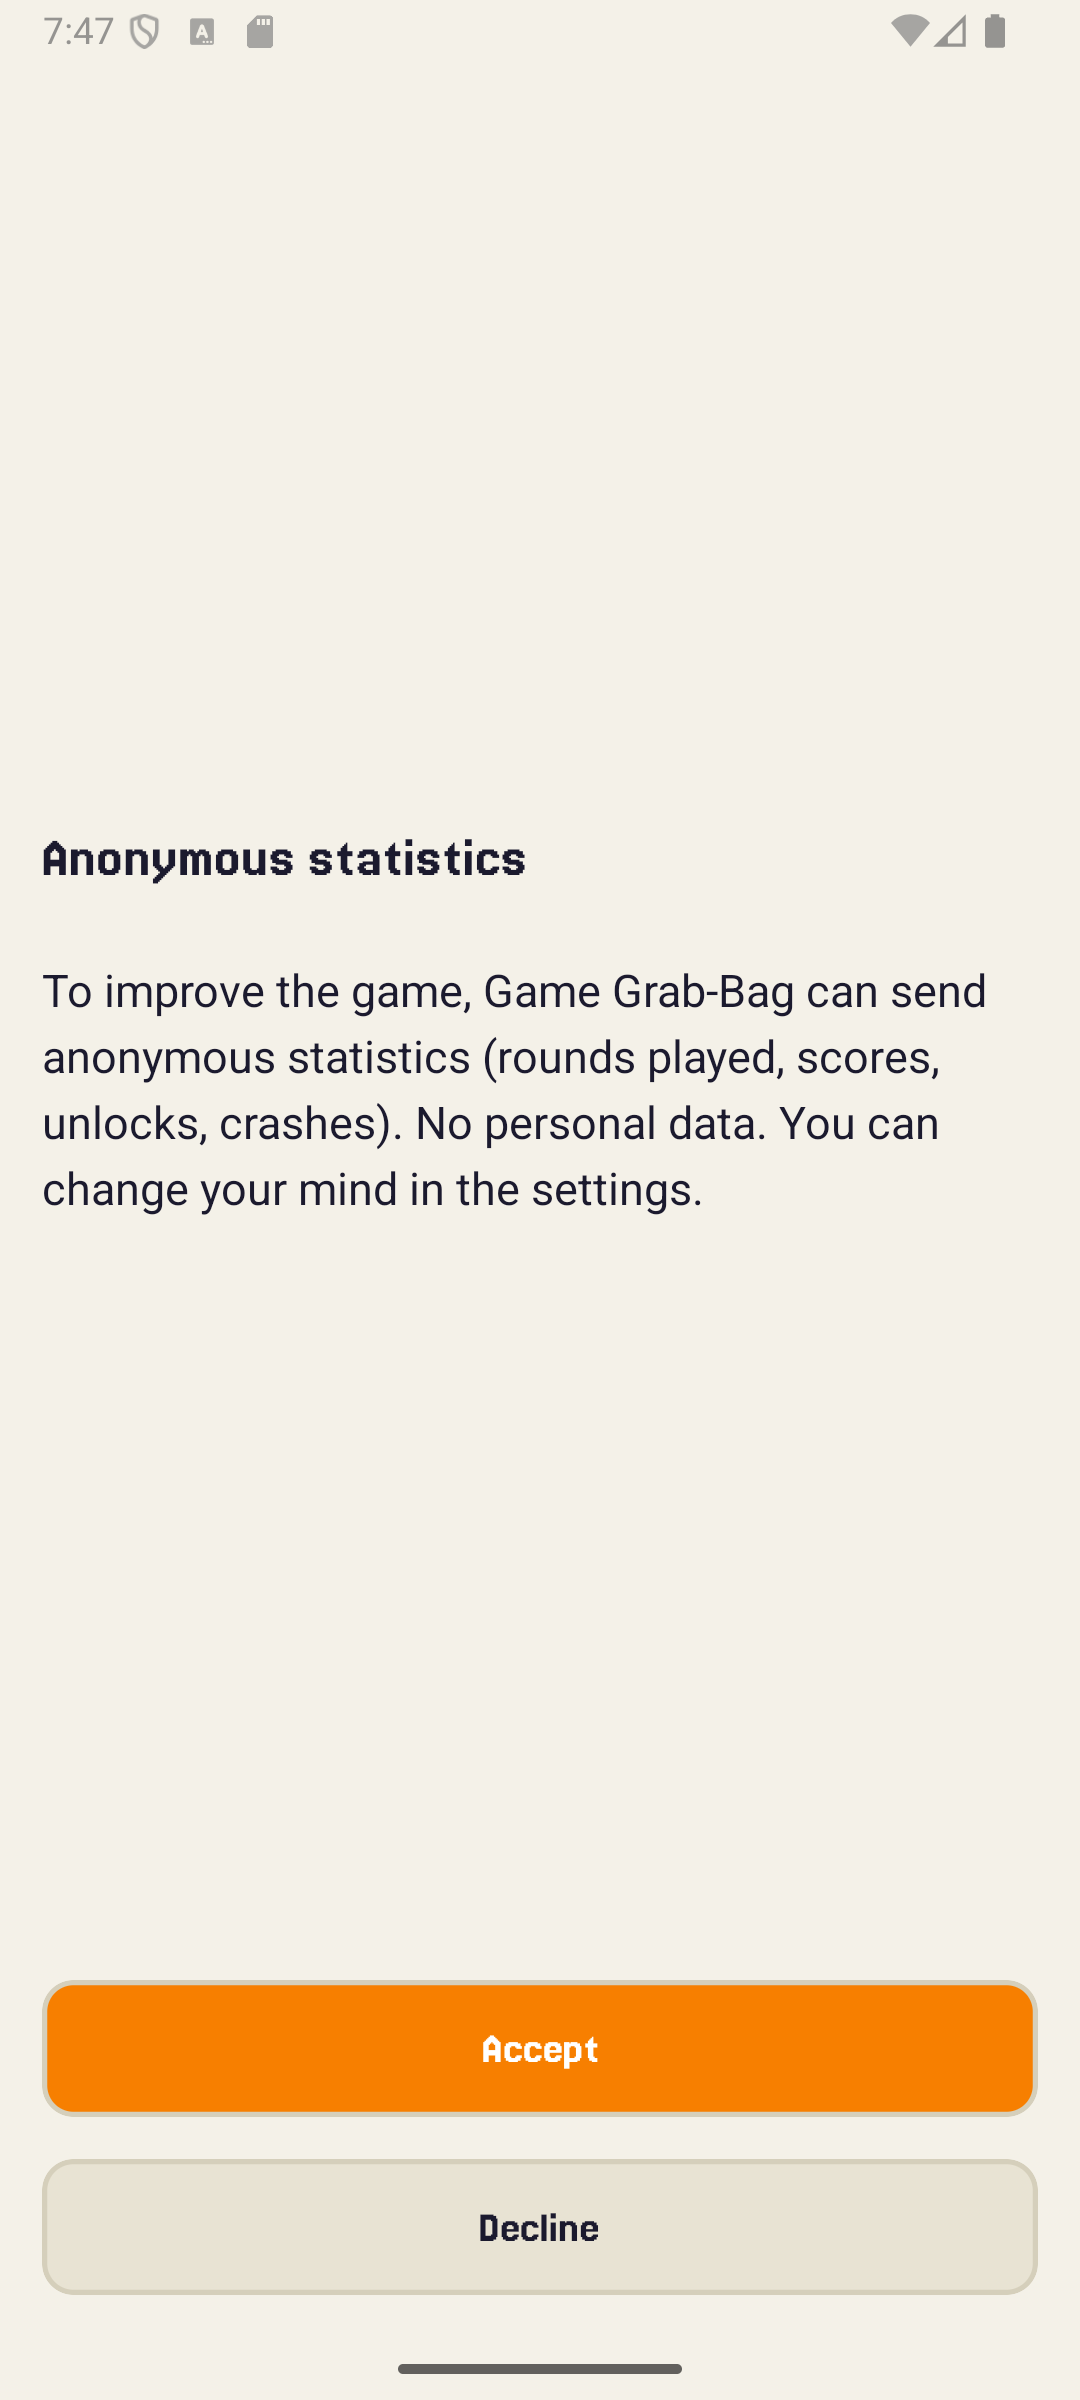 7:47
Anonymous statistics
To improve the game, Game Grab-Bag can send
anonymous statistics (rounds played, scores,
unlocks, crashes). No personal data. You can
change your mind in the settings.
Accept
Decline